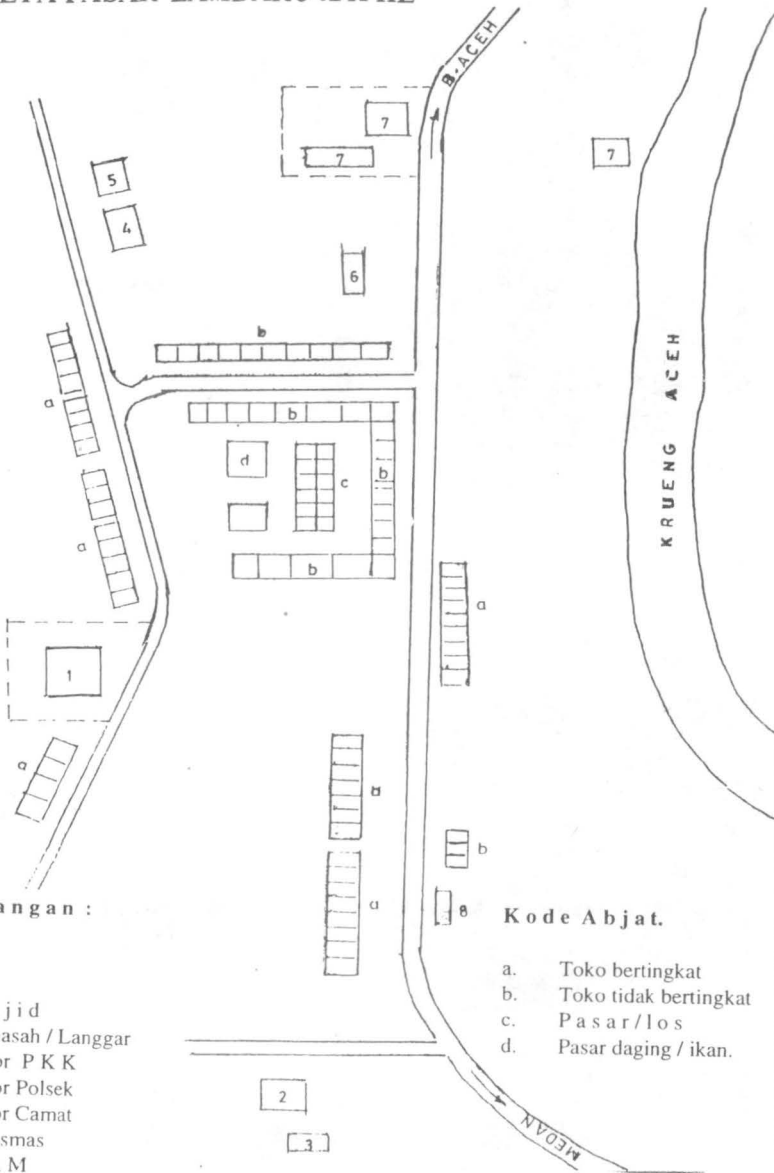 B. ACEH
7
7
7
5
4
6
b
a
b
d
c
b
a
b
a
KRUENG ACEH
1
a
a
b
a
8
angan :
Kode Abjat.
jid
asah / Langgar
or P K K
or Polsek
or Camat
smas
M
a. Toko bertingkat
b. Toko tidak bertingkat
c. Pasar/los
d. Pasar daging / ikan.
2
3
MEDAN